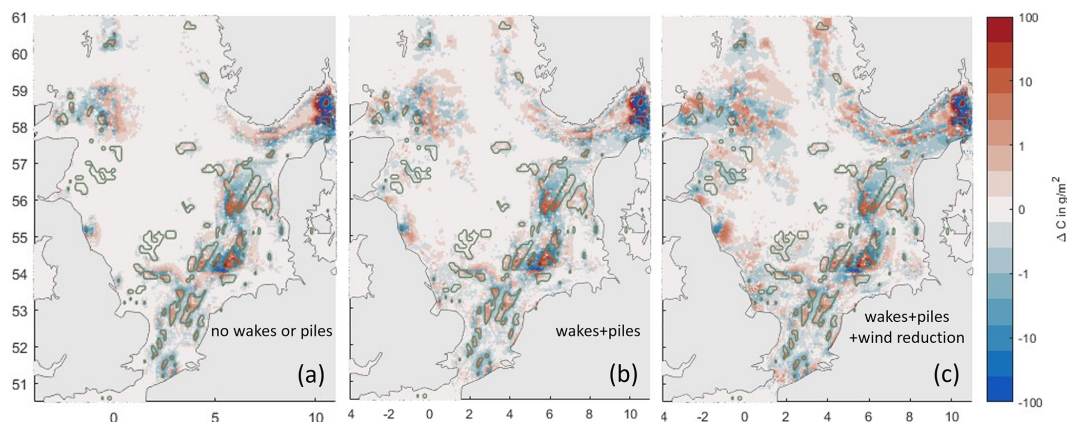 61
60
59
58
57
56
55
54
53
52
51
no wakes or piles
(a)
0 5 10
wakes+piles
(b)
4 -2 0 2 4 6 8 10
wakes+piles
+wind reduction
(c)
4 -2 0 2 4 6 8 10
100
10
1
0
-1
-10
-100
Δ C in g/m²